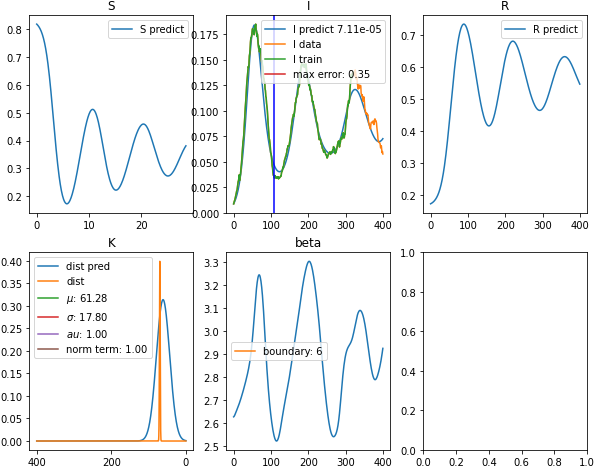 S
I
R
0.8
0.7
0.6
0.5
0.4
0.3
0.2
0 10 20
S predict
0.175
0.150
0.125
0.100
0.075
0.050
0.025
0.000
0 100 200 300 400
I predict 7.11e-05
I data
I train
max error: 0.35
0.7
0.6
0.5
0.4
0.3
0.2
0 100 200 300 400
R predict
K
beta
0.40
0.35
0.30
0.25
0.20
0.15
0.10
0.05
0.00
400 200 0
dist pred
dist
μ: 61.28
σ: 17.80
au: 1.00
norm term: 1.00
3.3
3.2
3.1
3.0
2.9
2.8
2.7
2.6
2.5
0 100 200 300 400
boundary: 6
1.0
0.8
0.6
0.4
0.2
0.0
0.0 0.2 0.4 0.6 0.8 1.0